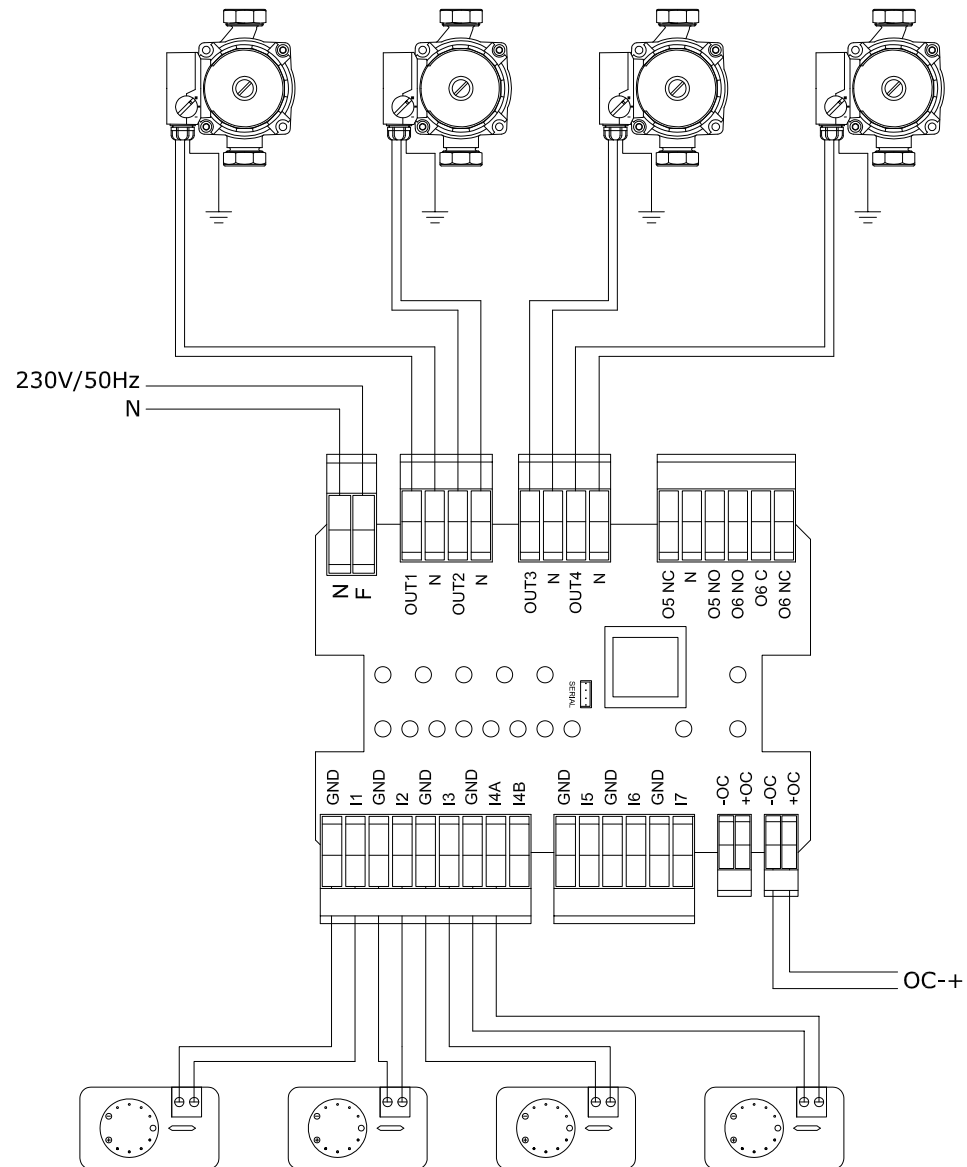 230V/50Hz
N
N
F
OUT1
N
OUT2
N
OUT3
N
OUT4
N
O5 NC
N
O5 NO
O6 NO
O6 C
O6 NC
SERIAL
GND
I1
GND
I2
GND
I3
GND
I4A
I4B
GND
I5
GND
I6
GND
I7
-OC
+OC
-OC
+OC
OC-+